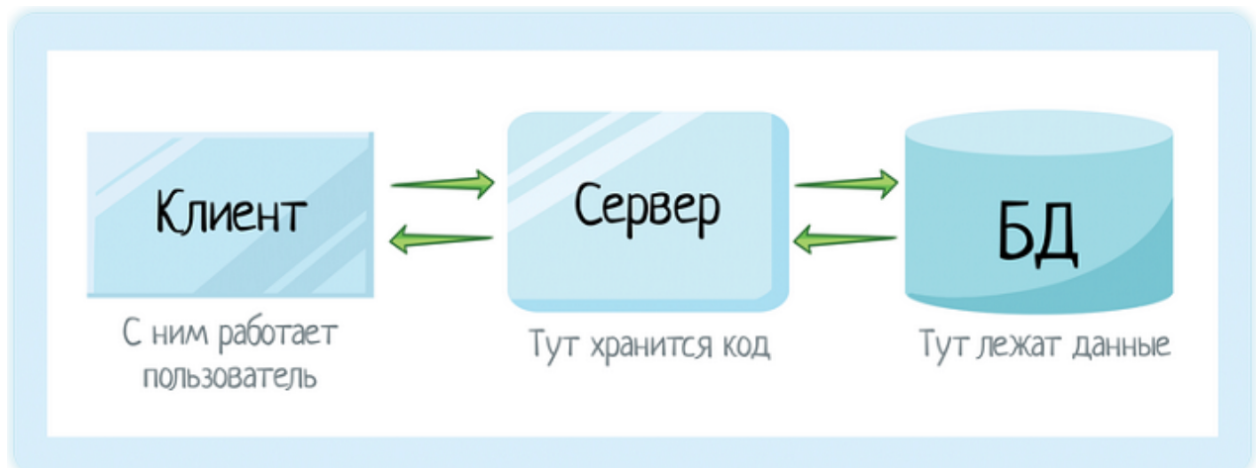 Клиент
Сервер
БД
С ним работает
пользователь
Тут хранится код
Тут лежат данные